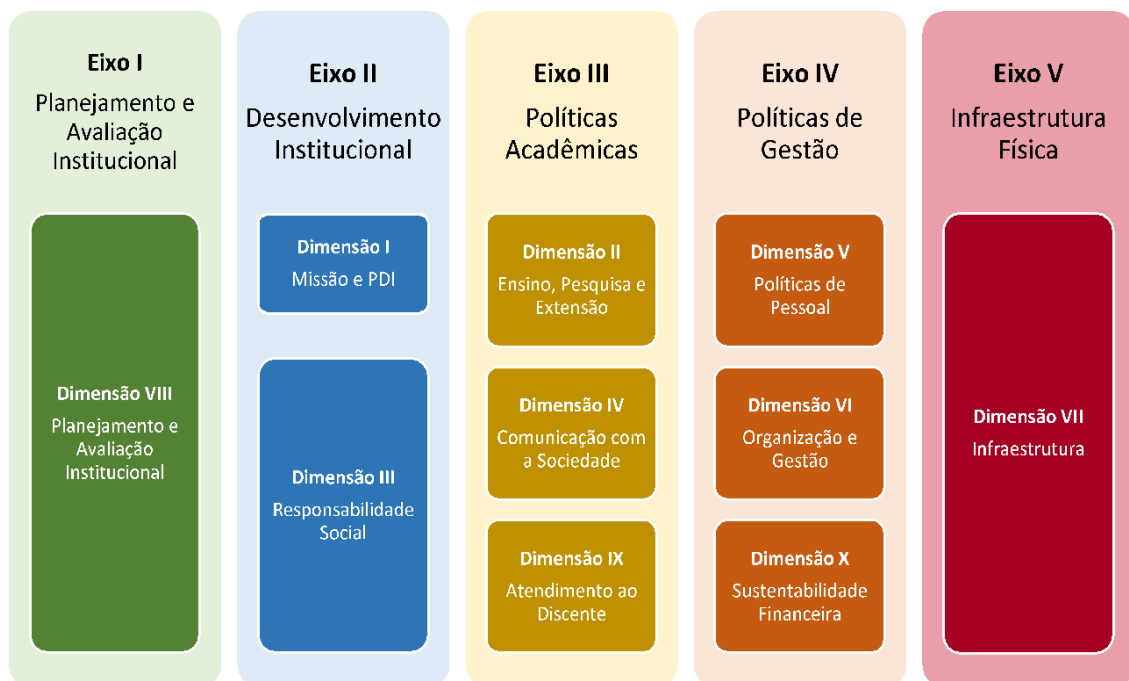 Eixo I
Planejamento e
Avaliação
Institucional
Dimensão VIII
Planejamento e
Avaliação
Institucional
Eixo II
Desenvolvimento
Institucional
Dimensão I
Missão e PDI
Dimensão III
Responsabilidade
Social
Eixo III
Políticas
Acadêmicas
Dimensão II
Ensino, Pesquisa e
Extensão
Dimensão IV
Comunicação com
a Sociedade
Dimensão IX
Atendimento ao
Discente
Eixo IV
Políticas de
Gestão
Dimensão V
Políticas de
Pessoal
Dimensão VI
Organização e
Gestão
Dimensão X
Sustentabilidade
Financeira
Eixo V
Infraestrutura
Física
Dimensão VII
Infraestrutura